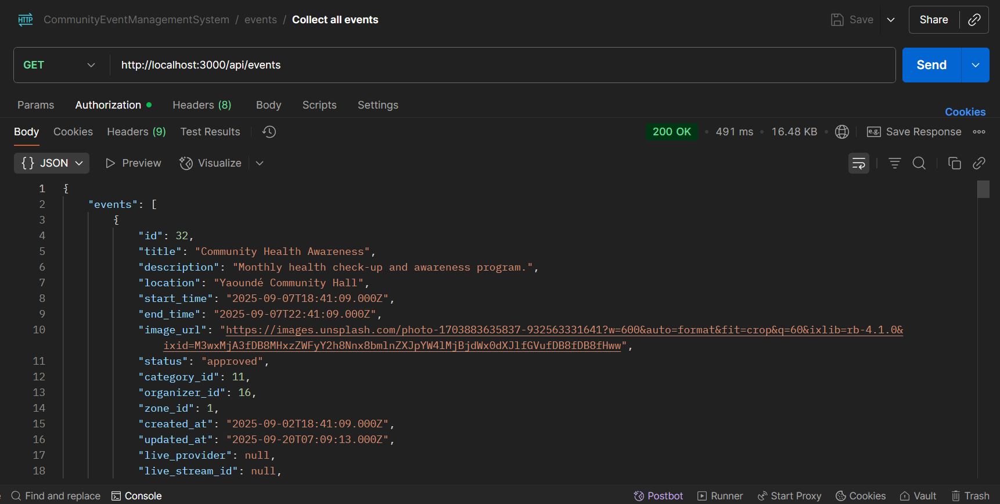 HTTP CommunityEventManagementSystem / events / Collect all events Save Share
GET http://localhost:3000/api/events Send
Params Authorization Headers (8) Body Scripts Settings Cookies
Body Cookies Headers (9) Test Results 200 OK • 491 ms • 16.48 KB • e.g. Save Response
{} JSON Preview Visualize
1 {
2 "events": [
3 {
4 "id": 32,
5 "title": "Community Health Awareness",
6 "description": "Monthly health check-up and awareness program.",
7 "location": "Yaoundé Community Hall",
8 "start_time": "2025-09-07T18:41:09.000Z",
9 "end_time": "2025-09-07T22:41:09.000Z",
10 "image_url": "https://images.unsplash.com/photo-1703883635837-932563331641?w=600&auto=format&fit=crop&q=60&ixlib=rb-4.1.0&
ixid=M3wxMjA3fDB8MHxzZWFyY2h8Nnx8bmlnZXJpYW4lMjBjdWx0dXJlfGVufDB8fDB8fHww",
11 "status": "approved",
12 "category_id": 11,
13 "organizer_id": 16,
14 "zone_id": 1,
15 "created_at": "2025-09-02T18:41:09.000Z",
16 "updated_at": "2025-09-20T07:09:13.000Z",
17 "live_provider": null,
18 "live_stream_id": null,
Find and replace Console Postbot Runner Start Proxy Cookies Vault Trash